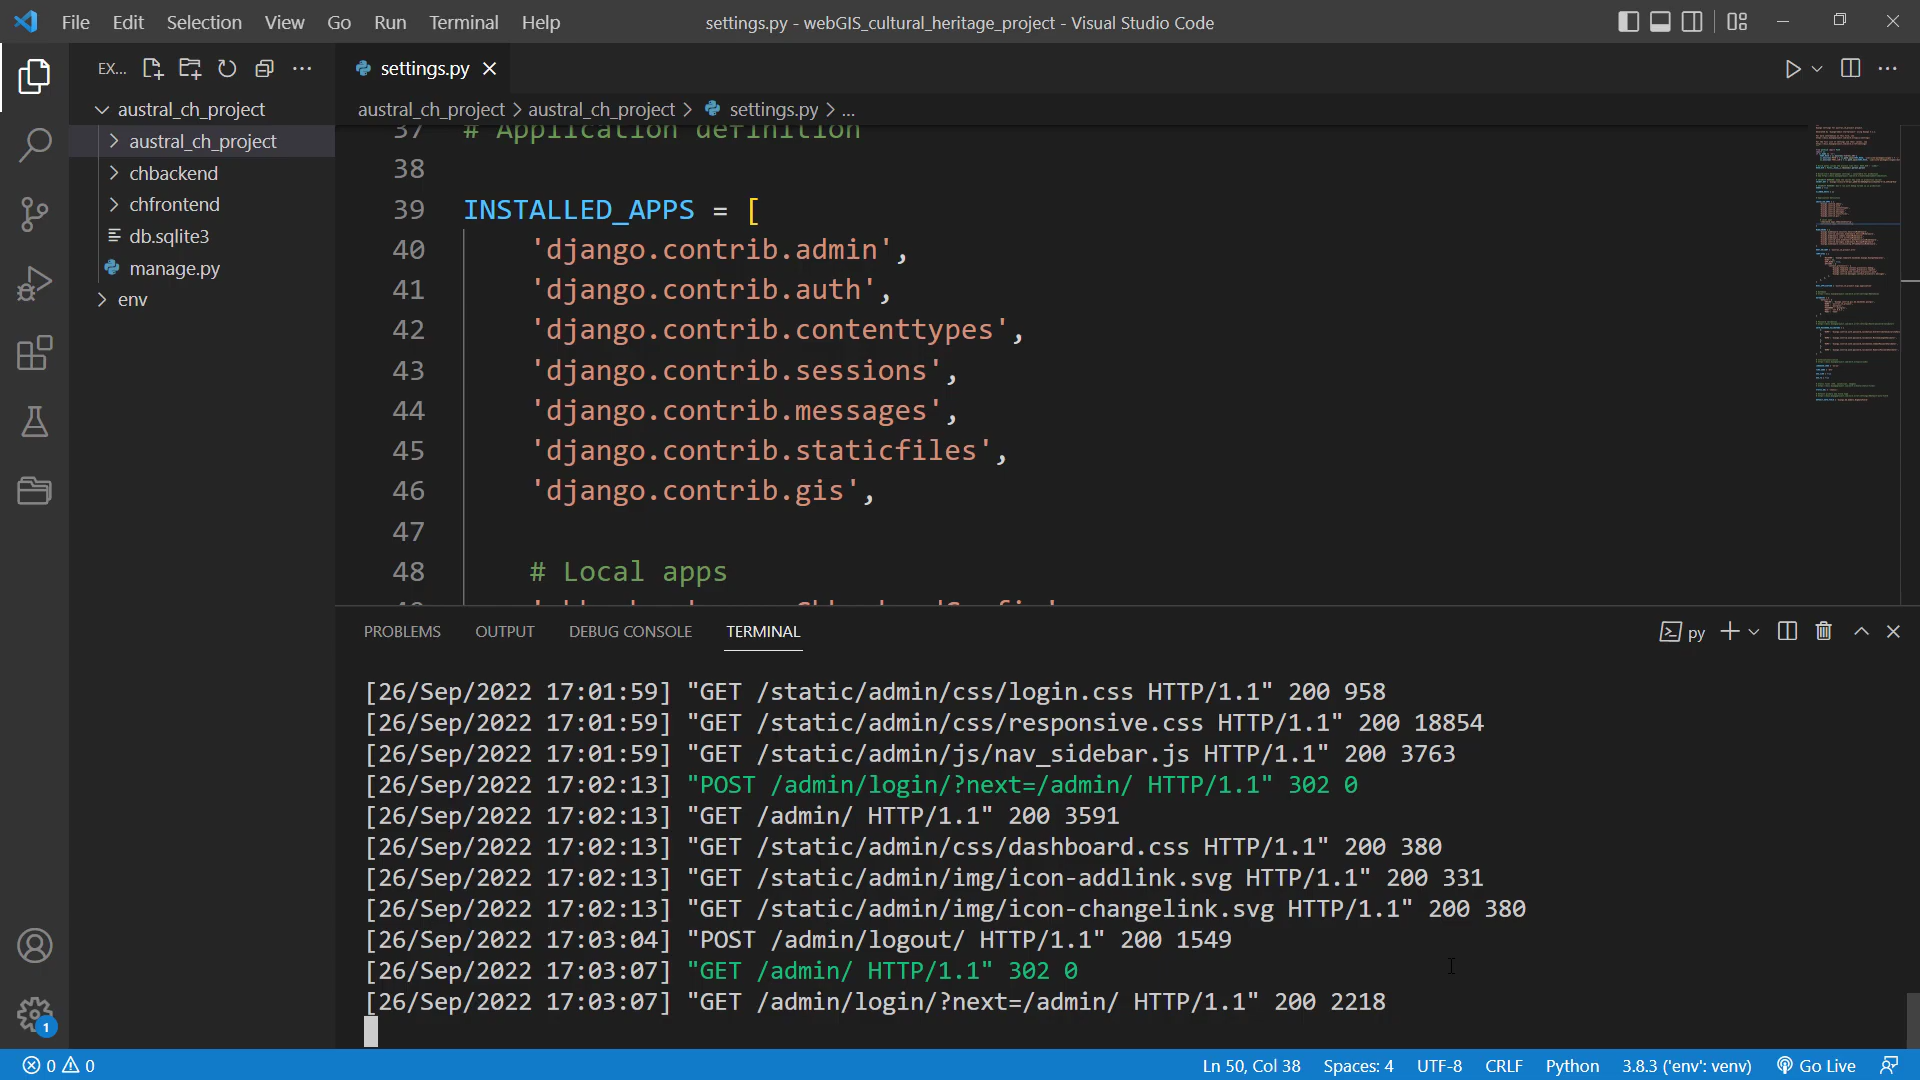 File Edit Selection View Go Run Terminal Help
settings.py - webGIS_cultural_heritage_project - Visual Studio Code
EX...
settings.py
austral_ch_project
austral_ch_project
chbackend
chfrontend
db.sqlite3
manage.py
env
austral_ch_project > austral_ch_project > settings.py > ...
37 # Application definition
38
39 INSTALLED_APPS = [
40 'django.contrib.admin',
41 'django.contrib.auth',
42 'django.contrib.contenttypes',
43 'django.contrib.sessions',
44 'django.contrib.messages',
45 'django.contrib.staticfiles',
46 'django.contrib.gis',
47
48 # Local apps
PROBLEMS OUTPUT DEBUG CONSOLE TERMINAL
py
[26/Sep/2022 17:01:59] "GET /static/admin/css/login.css HTTP/1.1" 200 958
[26/Sep/2022 17:01:59] "GET /static/admin/css/responsive.css HTTP/1.1" 200 18854
[26/Sep/2022 17:01:59] "GET /static/admin/js/nav_sidebar.js HTTP/1.1" 200 3763
[26/Sep/2022 17:02:13] "POST /admin/login/?next=/admin/ HTTP/1.1" 302 0
[26/Sep/2022 17:02:13] "GET /admin/ HTTP/1.1" 200 3591
[26/Sep/2022 17:02:13] "GET /static/admin/css/dashboard.css HTTP/1.1" 200 380
[26/Sep/2022 17:02:13] "GET /static/admin/img/icon-addlink.svg HTTP/1.1" 200 331
[26/Sep/2022 17:02:13] "GET /static/admin/img/icon-changelink.svg HTTP/1.1" 200 380
[26/Sep/2022 17:03:04] "POST /admin/logout/ HTTP/1.1" 200 1549
[26/Sep/2022 17:03:07] "GET /admin/ HTTP/1.1" 302 0
[26/Sep/2022 17:03:07] "GET /admin/login/?next=/admin/ HTTP/1.1" 200 2218
1
0 0
Ln 50, Col 38 Spaces: 4 UTF-8 CRLF Python 3.8.3 ('env': venv) Go Live